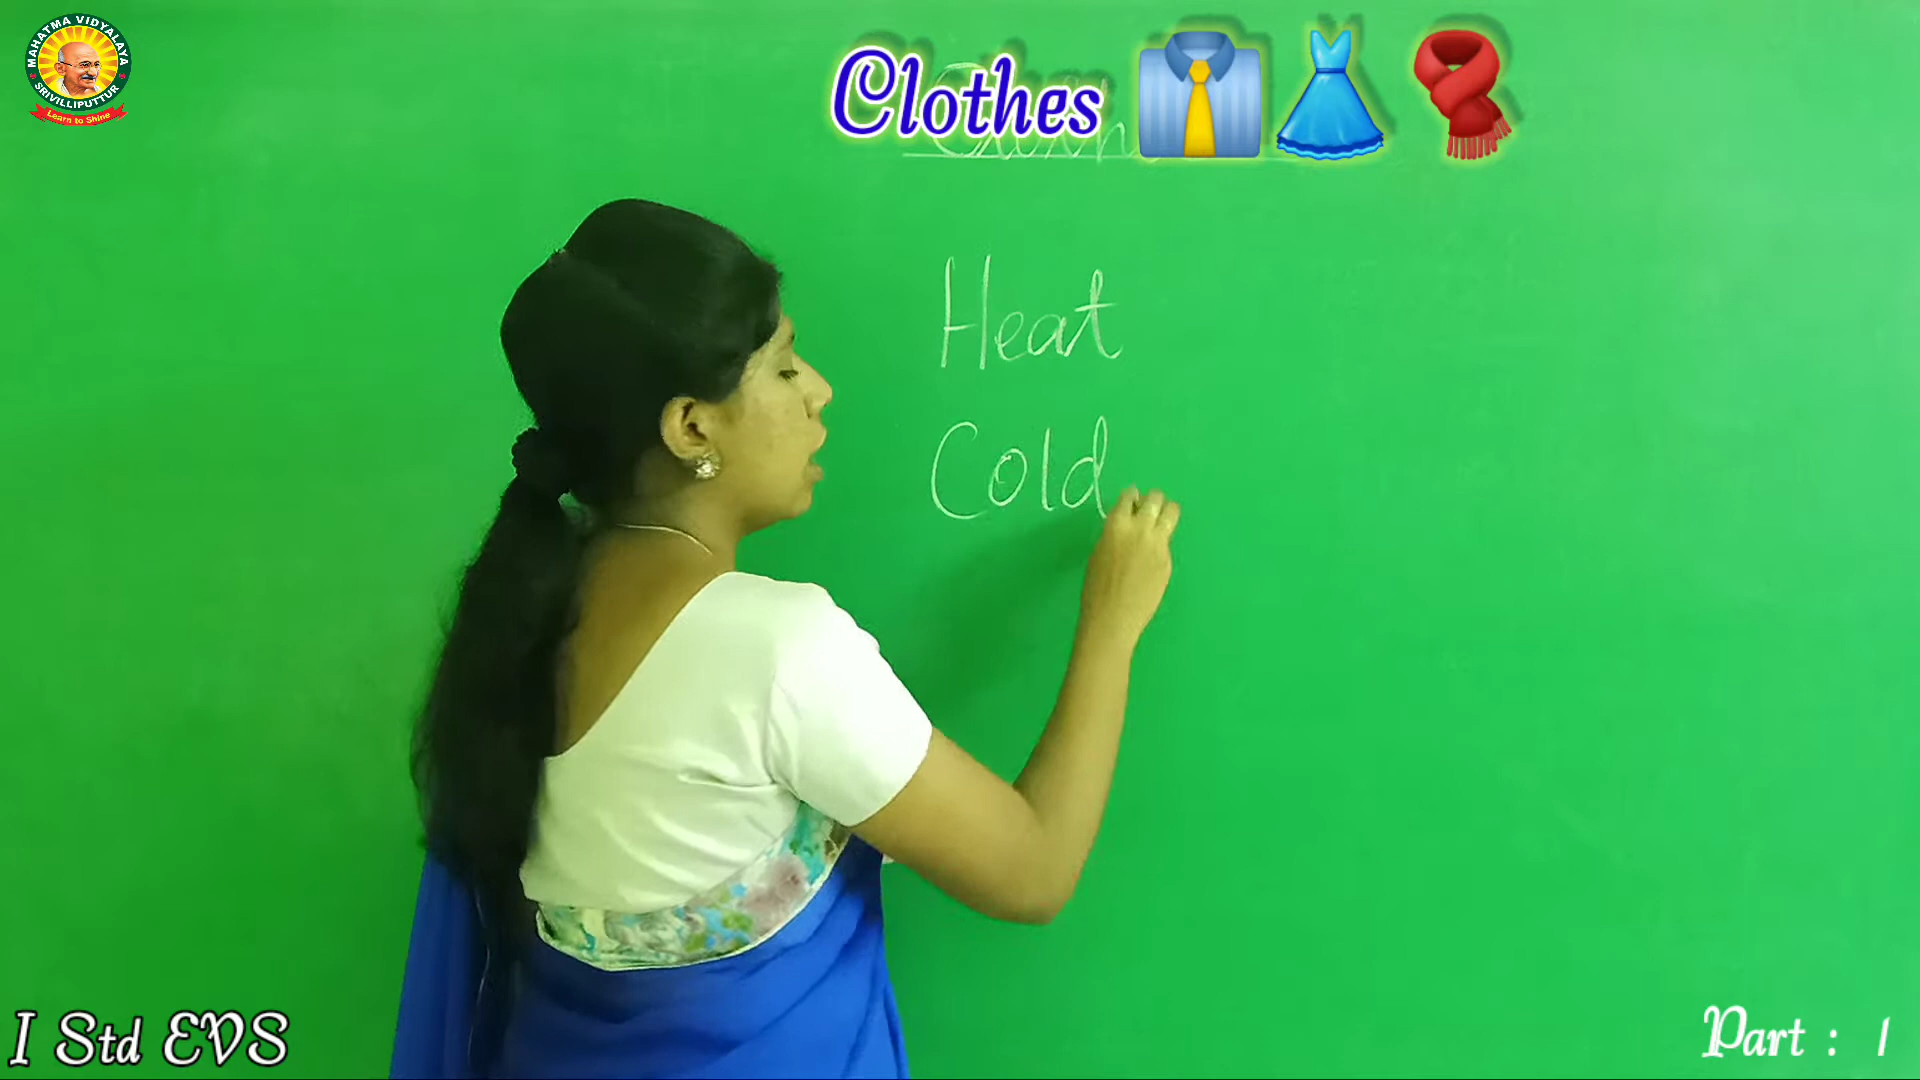 MAHATMA VIDYALAYA
SRIVILLIPUTTUR
Learn to Shine
Clothes
Heat
Cold
I Std EVS
Part : 1